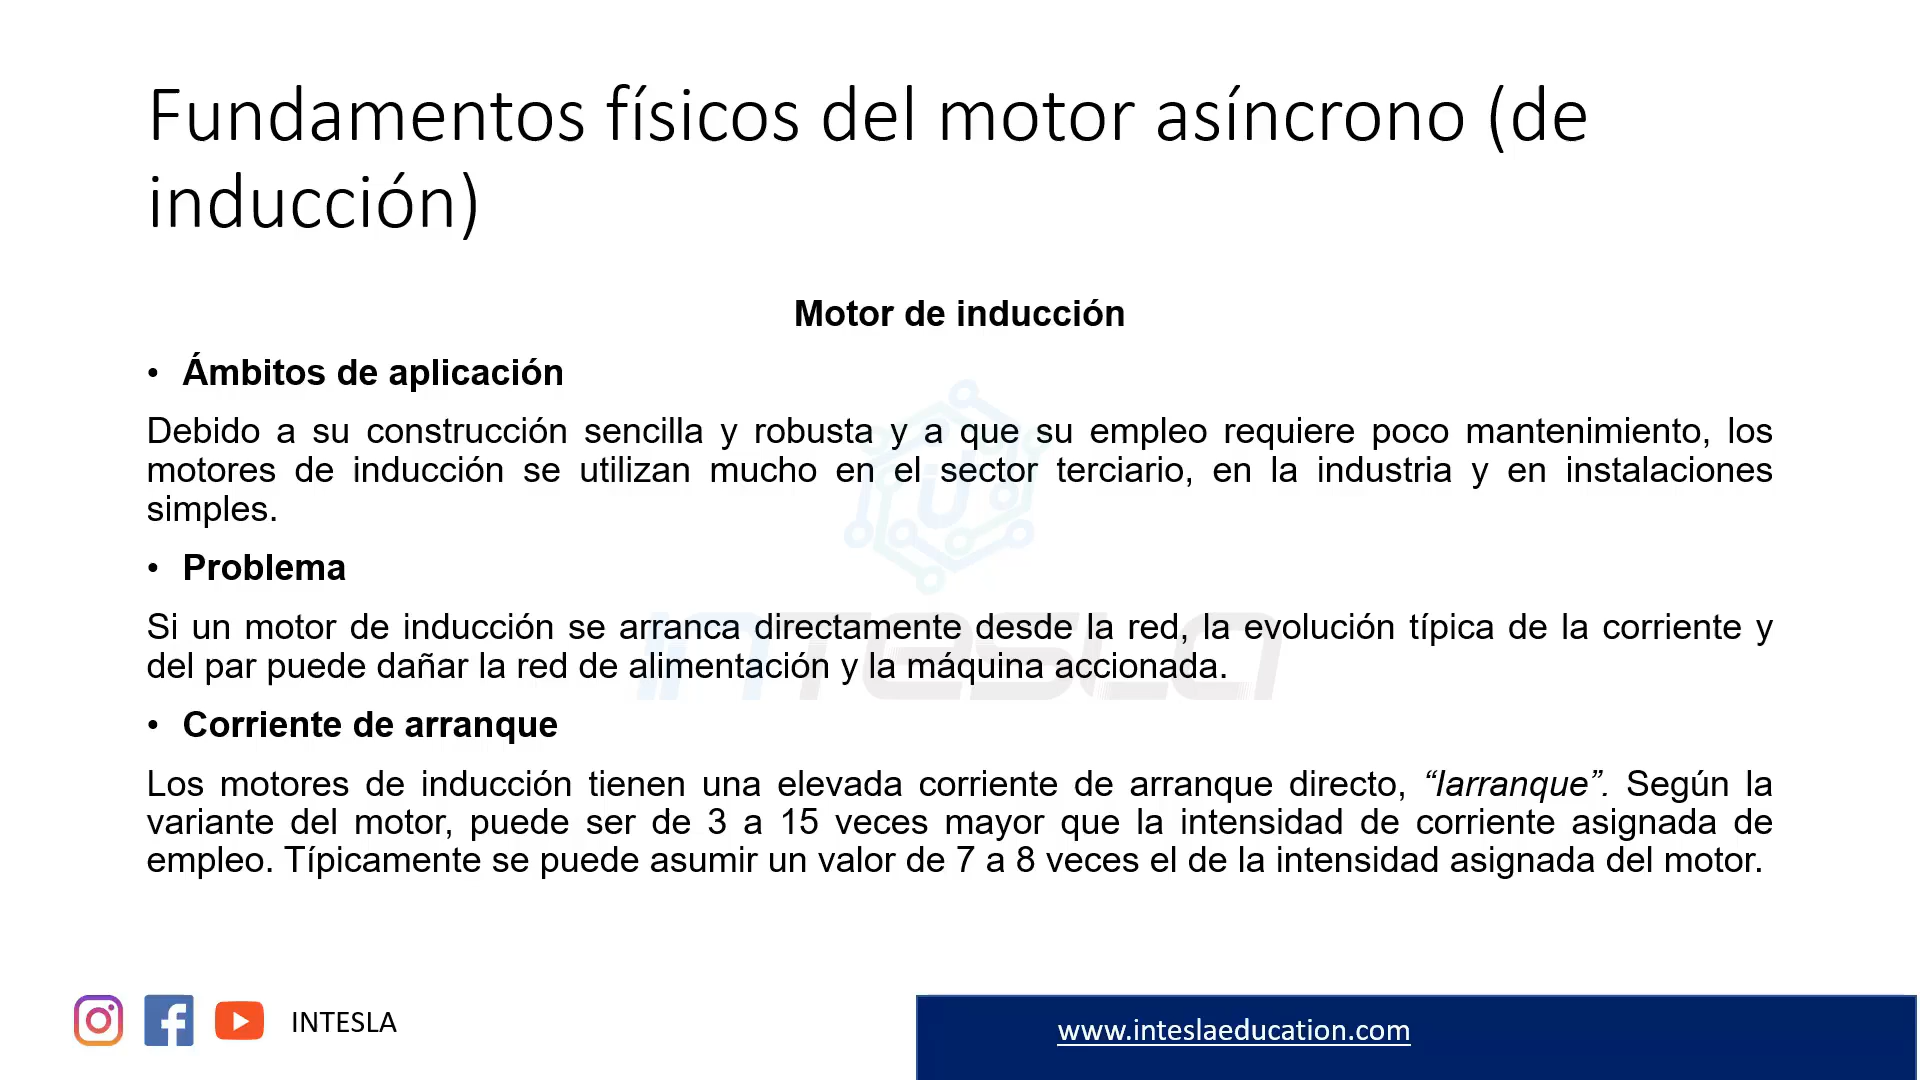 Fundamentos físicos del motor asíncrono (de
inducción)
Motor de inducción
• Ámbitos de aplicación
Debido a su construcción sencilla y robusta y a que su empleo requiere poco mantenimiento, los
motores de inducción se utilizan mucho en el sector terciario, en la industria y en instalaciones
simples.
• Problema
Si un motor de inducción se arranca directamente desde la red, la evolución típica de la corriente y
del par puede dañar la red de alimentación y la máquina accionada.
• Corriente de arranque
Los motores de inducción tienen una elevada corriente de arranque directo, “Iarranque”. Según la
variante del motor, puede ser de 3 a 15 veces mayor que la intensidad de corriente asignada de
empleo. Típicamente se puede asumir un valor de 7 a 8 veces el de la intensidad asignada del motor.
INTESLA
INTESLA
www.inteslaeducation.com